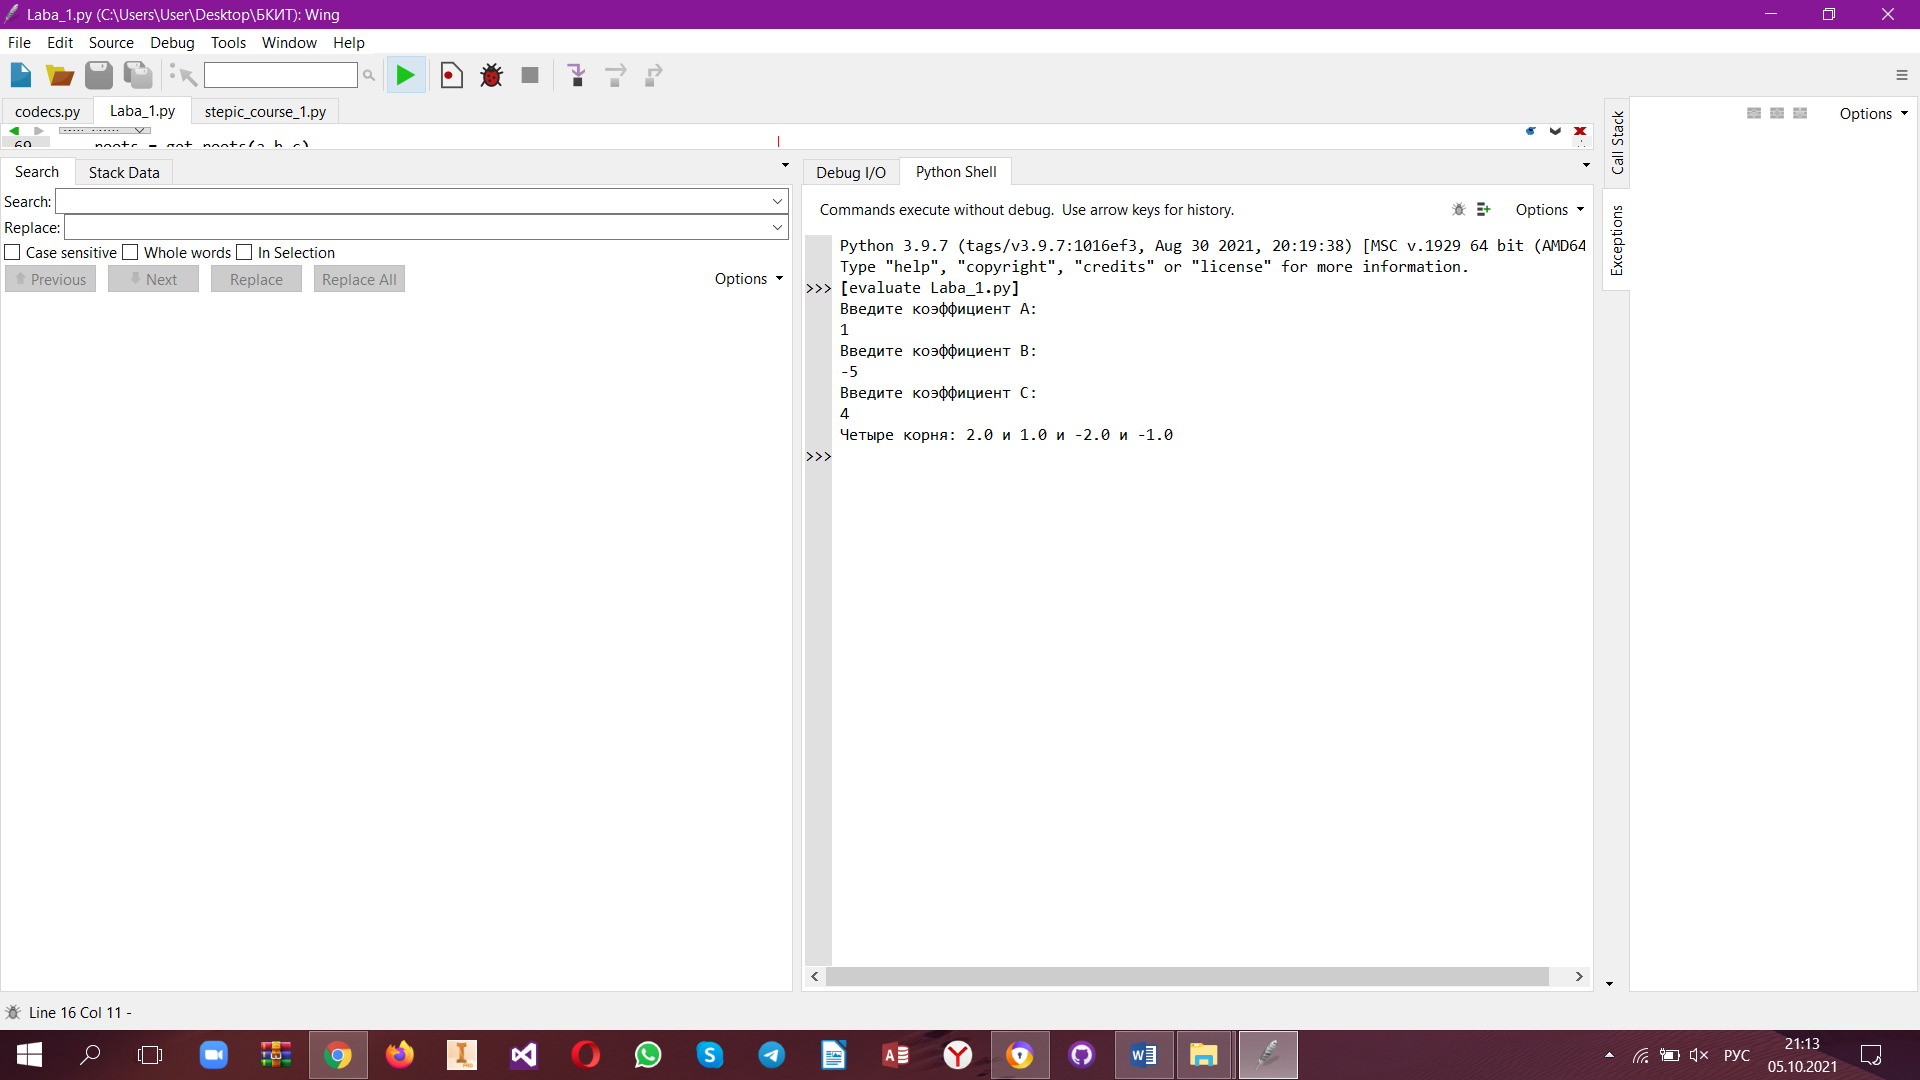 Laba_1.py (C:\Users\User\Desktop\БКИТ): Wing
File Edit Source Debug Tools Window Help
codecs.py Laba_1.py stepic_course_1.py
69 roots = get_roots(a,b,c)
Search Stack Data
Search:
Replace:
Case sensitive Whole words In Selection
Previous Next Replace Replace All Options
Debug I/O Python Shell
Commands execute without debug. Use arrow keys for history. Options
Python 3.9.7 (tags/v3.9.7:1016ef3, Aug 30 2021, 20:19:38) [MSC v.1929 64 bit (AMD64
Type "help", "copyright", "credits" or "license" for more information.
>>> [evaluate Laba_1.py]
Введите коэффициент А:
1
Введите коэффициент В:
-5
Введите коэффициент С:
4
Четыре корня: 2.0 и 1.0 и -2.0 и -1.0
>>>
Call Stack
Exceptions
Options
Line 16 Col 11 -
РУС
21:13
05.10.2021